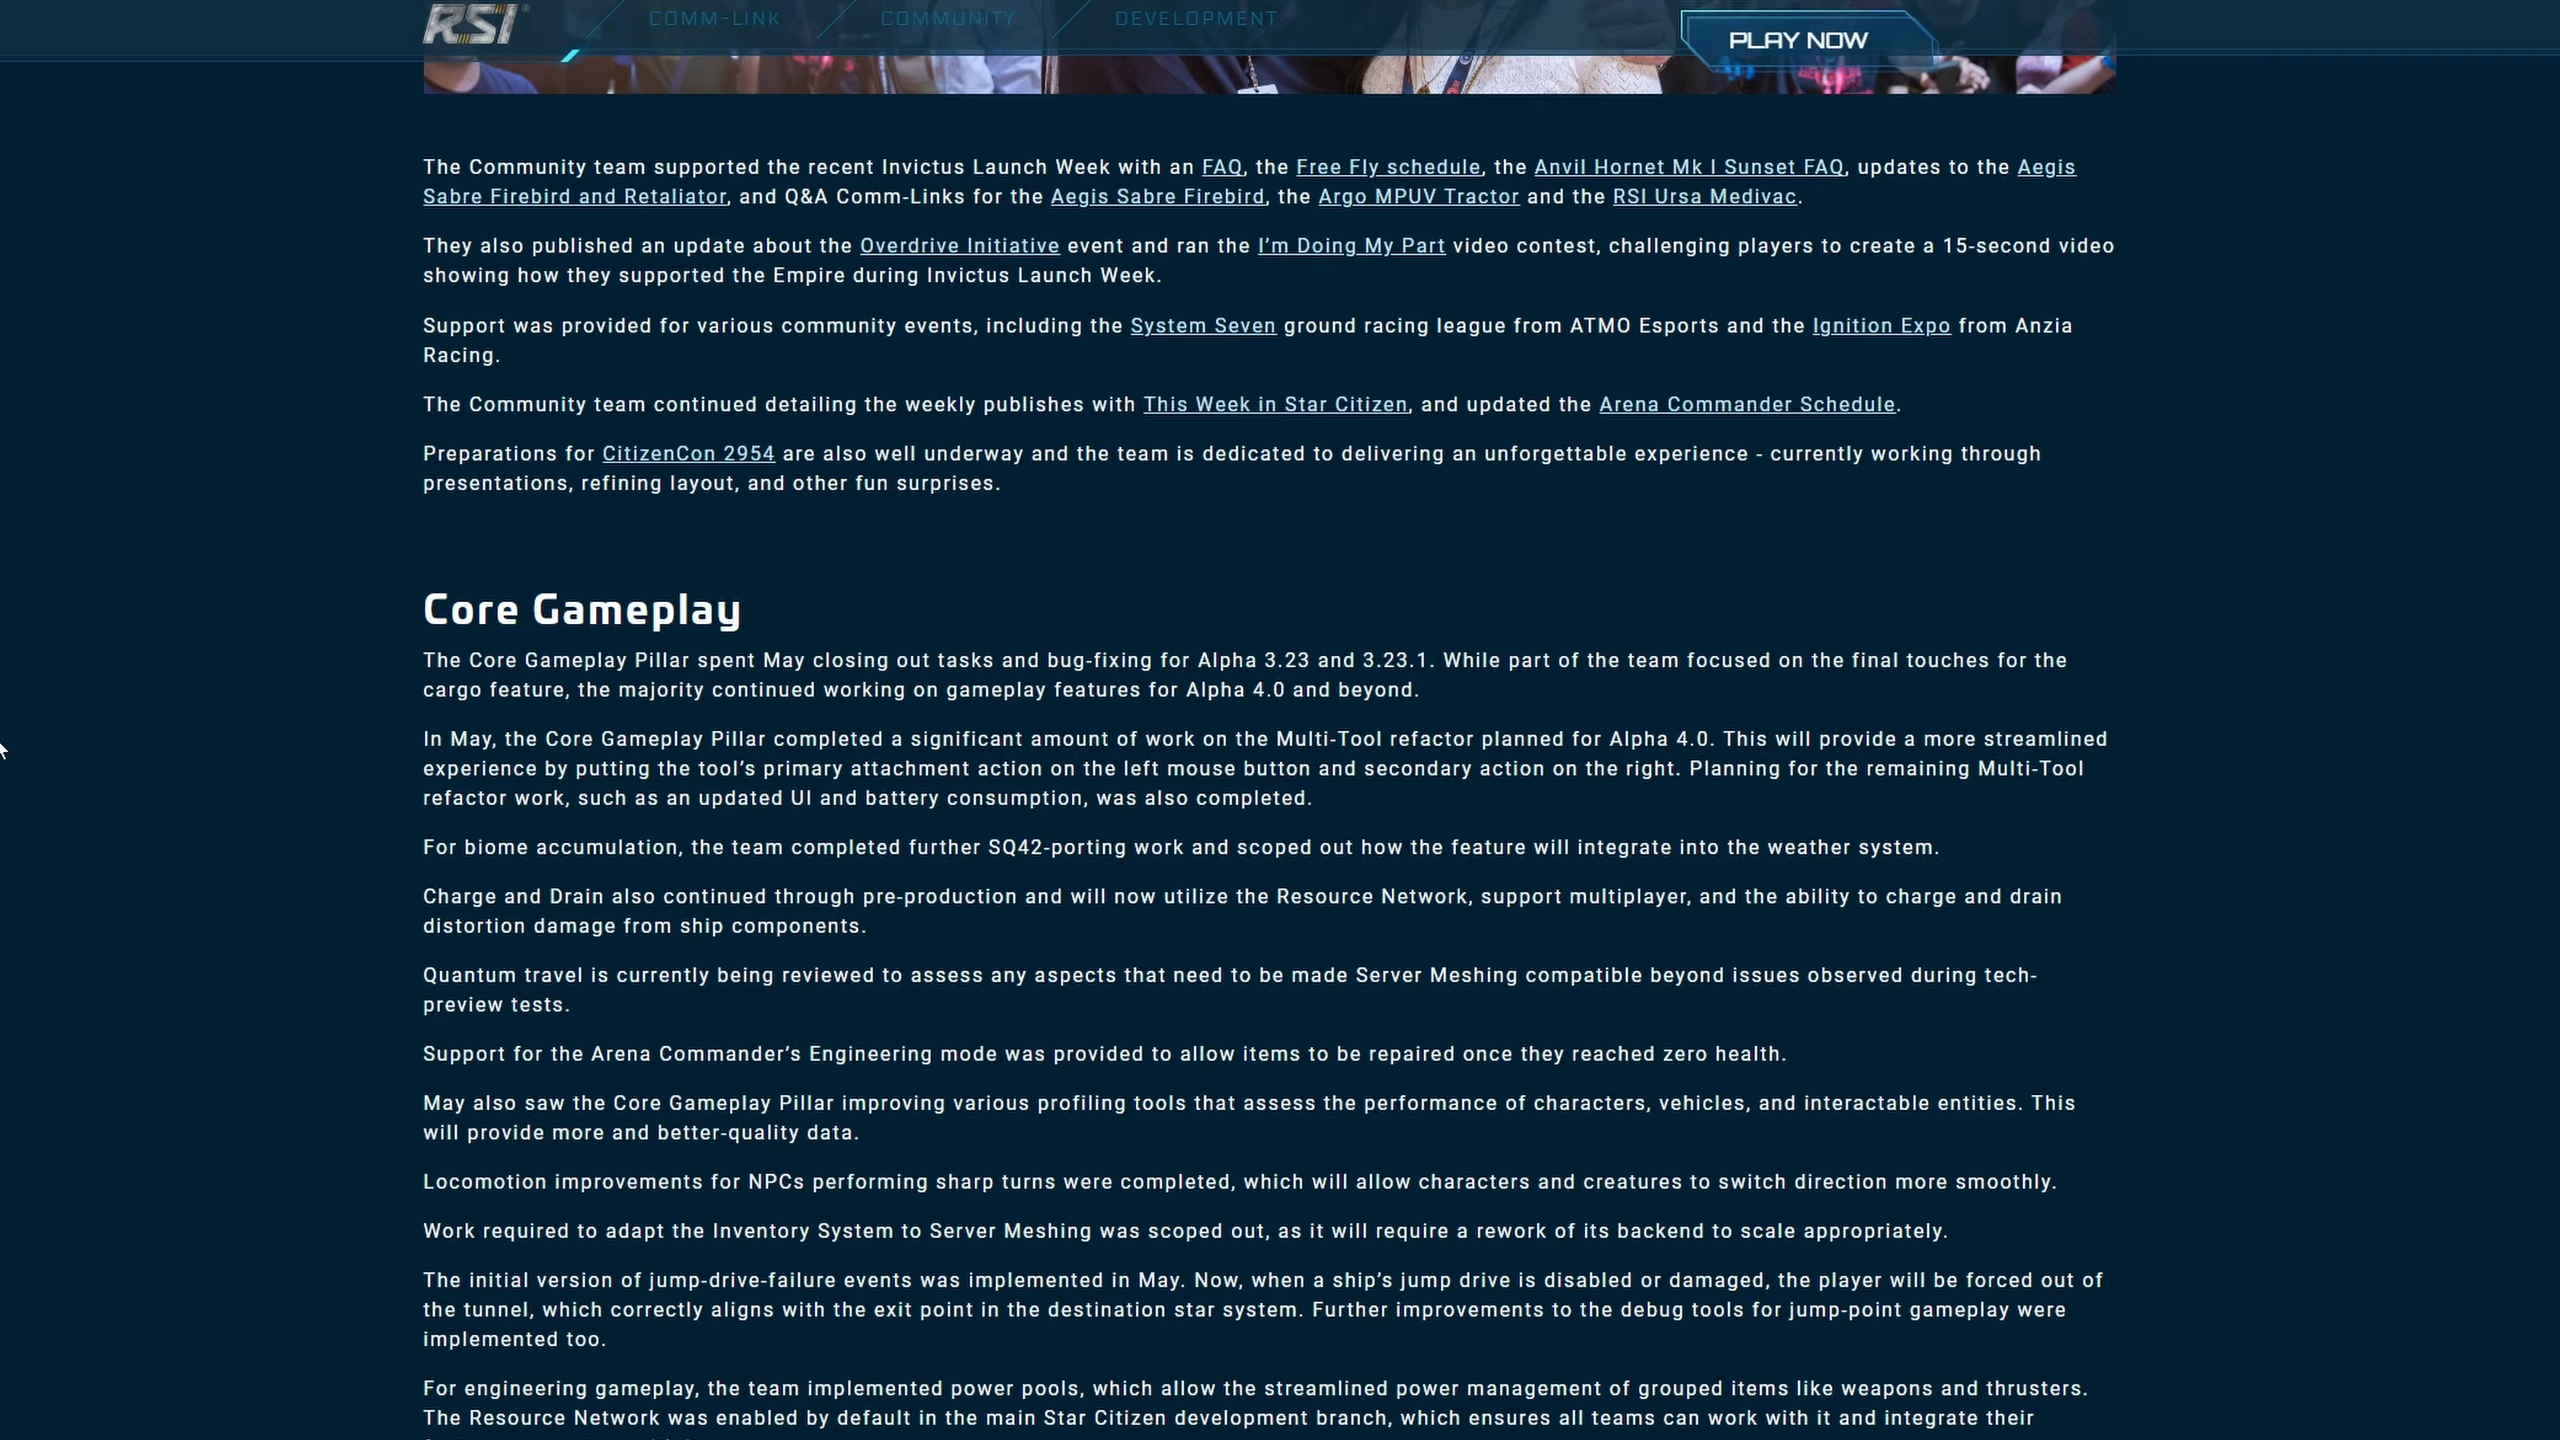 RSI
COMM-LINK
COMMUNITY
DEVELOPMENT
PLAY NOW
The Community team supported the recent Invictus Launch Week with an FAQ, the Free Fly schedule, the Anvil Hornet Mk I Sunset FAQ, updates to the Aegis
Sabre Firebird and Retaliator, and Q&A Comm-Links for the Aegis Sabre Firebird, the Argo MPUV Tractor and the RSI Ursa Medivac.
They also published an update about the Overdrive Initiative event and ran the I’m Doing My Part video contest, challenging players to create a 15-second video
showing how they supported the Empire during Invictus Launch Week.
Support was provided for various community events, including the System Seven ground racing league from ATMO Esports and the Ignition Expo from Anzia
Racing.
The Community team continued detailing the weekly publishes with This Week in Star Citizen, and updated the Arena Commander Schedule.
Preparations for CitizenCon 2954 are also well underway and the team is dedicated to delivering an unforgettable experience - currently working through
presentations, refining layout, and other fun surprises.
Core Gameplay
The Core Gameplay Pillar spent May closing out tasks and bug-fixing for Alpha 3.23 and 3.23.1. While part of the team focused on the final touches for the
cargo feature, the majority continued working on gameplay features for Alpha 4.0 and beyond.
In May, the Core Gameplay Pillar completed a significant amount of work on the Multi-Tool refactor planned for Alpha 4.0. This will provide a more streamlined
experience by putting the tool’s primary attachment action on the left mouse button and secondary action on the right. Planning for the remaining Multi-Tool
refactor work, such as an updated UI and battery consumption, was also completed.
For biome accumulation, the team completed further SQ42-porting work and scoped out how the feature will integrate into the weather system.
Charge and Drain also continued through pre-production and will now utilize the Resource Network, support multiplayer, and the ability to charge and drain
distortion damage from ship components.
Quantum travel is currently being reviewed to assess any aspects that need to be made Server Meshing compatible beyond issues observed during tech-
preview tests.
Support for the Arena Commander’s Engineering mode was provided to allow items to be repaired once they reached zero health.
May also saw the Core Gameplay Pillar improving various profiling tools that assess the performance of characters, vehicles, and interactable entities. This
will provide more and better-quality data.
Locomotion improvements for NPCs performing sharp turns were completed, which will allow characters and creatures to switch direction more smoothly.
Work required to adapt the Inventory System to Server Meshing was scoped out, as it will require a rework of its backend to scale appropriately.
The initial version of jump-drive-failure events was implemented in May. Now, when a ship’s jump drive is disabled or damaged, the player will be forced out of
the tunnel, which correctly aligns with the exit point in the destination star system. Further improvements to the debug tools for jump-point gameplay were
implemented too.
For engineering gameplay, the team implemented power pools, which allow the streamlined power management of grouped items like weapons and thrusters.
The Resource Network was enabled by default in the main Star Citizen development branch, which ensures all teams can work with it and integrate their